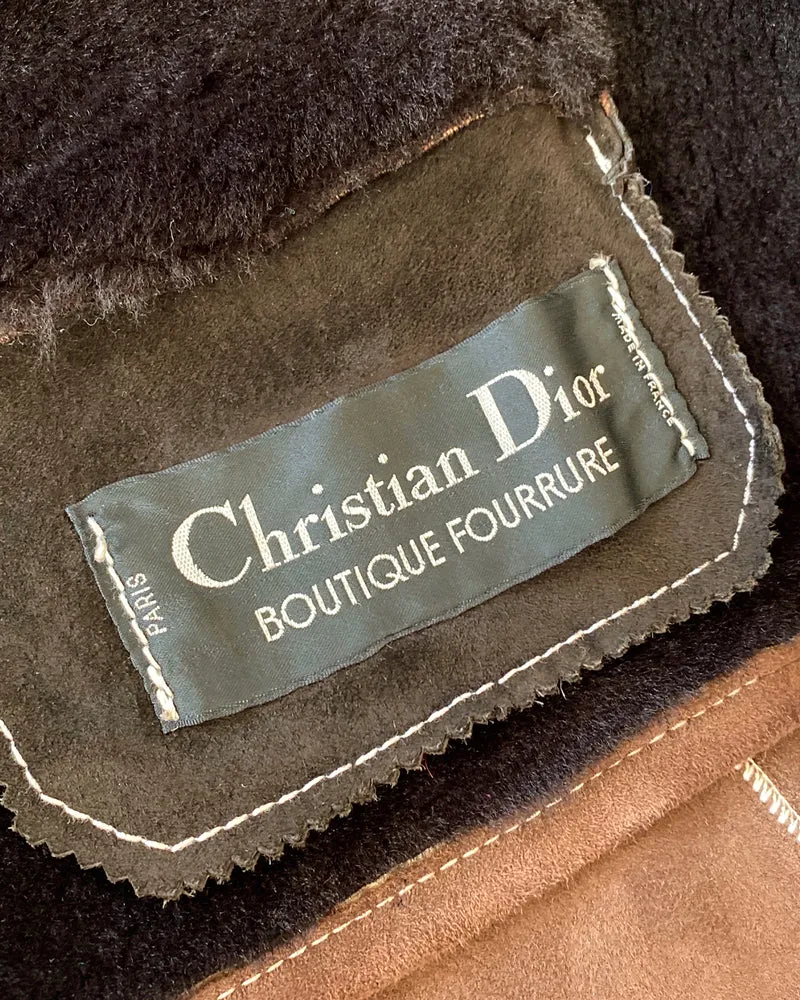 Christian Dior
BOUTIQUE FOURRURE
PARIS
MADE IN FRANCE